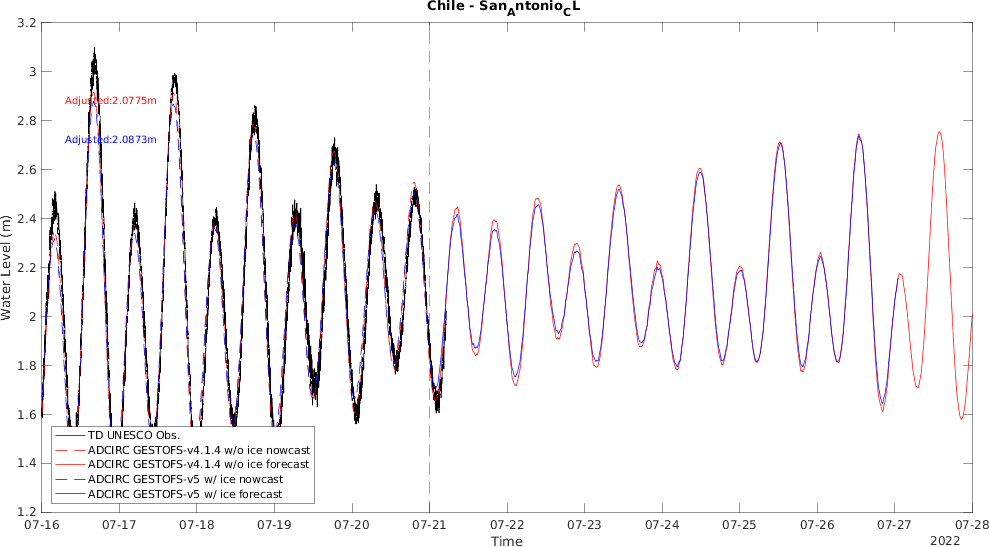 Chile - SanAntonioCL
3.2
3
2.8
2.6
2.4
2.2
2
1.8
1.6
1.4
1.2
Water Level (m)
Adjusted:2.0775m
Adjusted:2.0873m
TD UNESCO Obs.
ADCIRC GESTOFS-v4.1.4 w/o ice nowcast
ADCIRC GESTOFS-v4.1.4 w/o ice forecast
ADCIRC GESTOFS-v5 w/ ice nowcast
ADCIRC GESTOFS-v5 w/ ice forecast
07-16 07-17 07-18 07-19 07-20 07-21 07-22 07-23 07-24 07-25 07-26 07-27 07-28
Time
2022